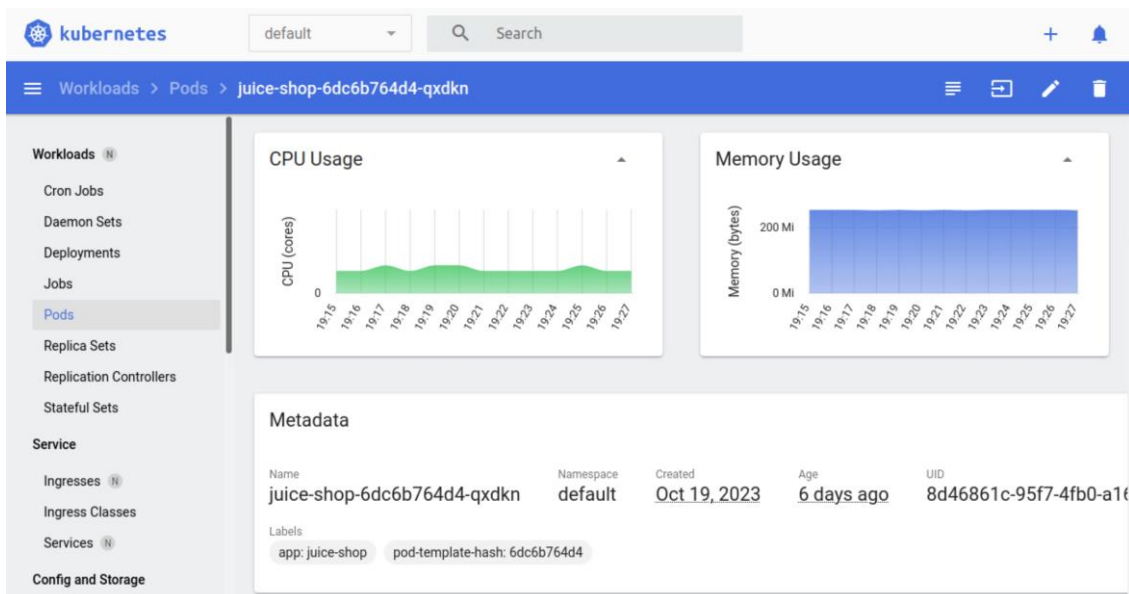 kubernetes
default
Search
Workloads > Pods > juice-shop-6dc6b764d4-qxdkn
Workloads N
Cron Jobs
Daemon Sets
Deployments
Jobs
Pods
Replica Sets
Replication Controllers
Stateful Sets
Service
Ingresses N
Ingress Classes
Services N
Config and Storage
CPU Usage
CPU (cores)
0
19:15 19:16 19:17 19:18 19:19 19:20 19:21 19:22 19:23 19:24 19:25 19:26 19:27
Memory Usage
Memory (bytes)
200 Mi
0 Mi
19:15 19:16 19:17 19:18 19:19 19:20 19:21 19:22 19:23 19:24 19:25 19:26 19:27
Metadata
Name Namespace Created Age UID
juice-shop-6dc6b764d4-qxdkn default Oct 19, 2023 6 days ago 8d46861c-95f7-4fb0-a16
Labels
app: juice-shop pod-template-hash: 6dc6b764d4